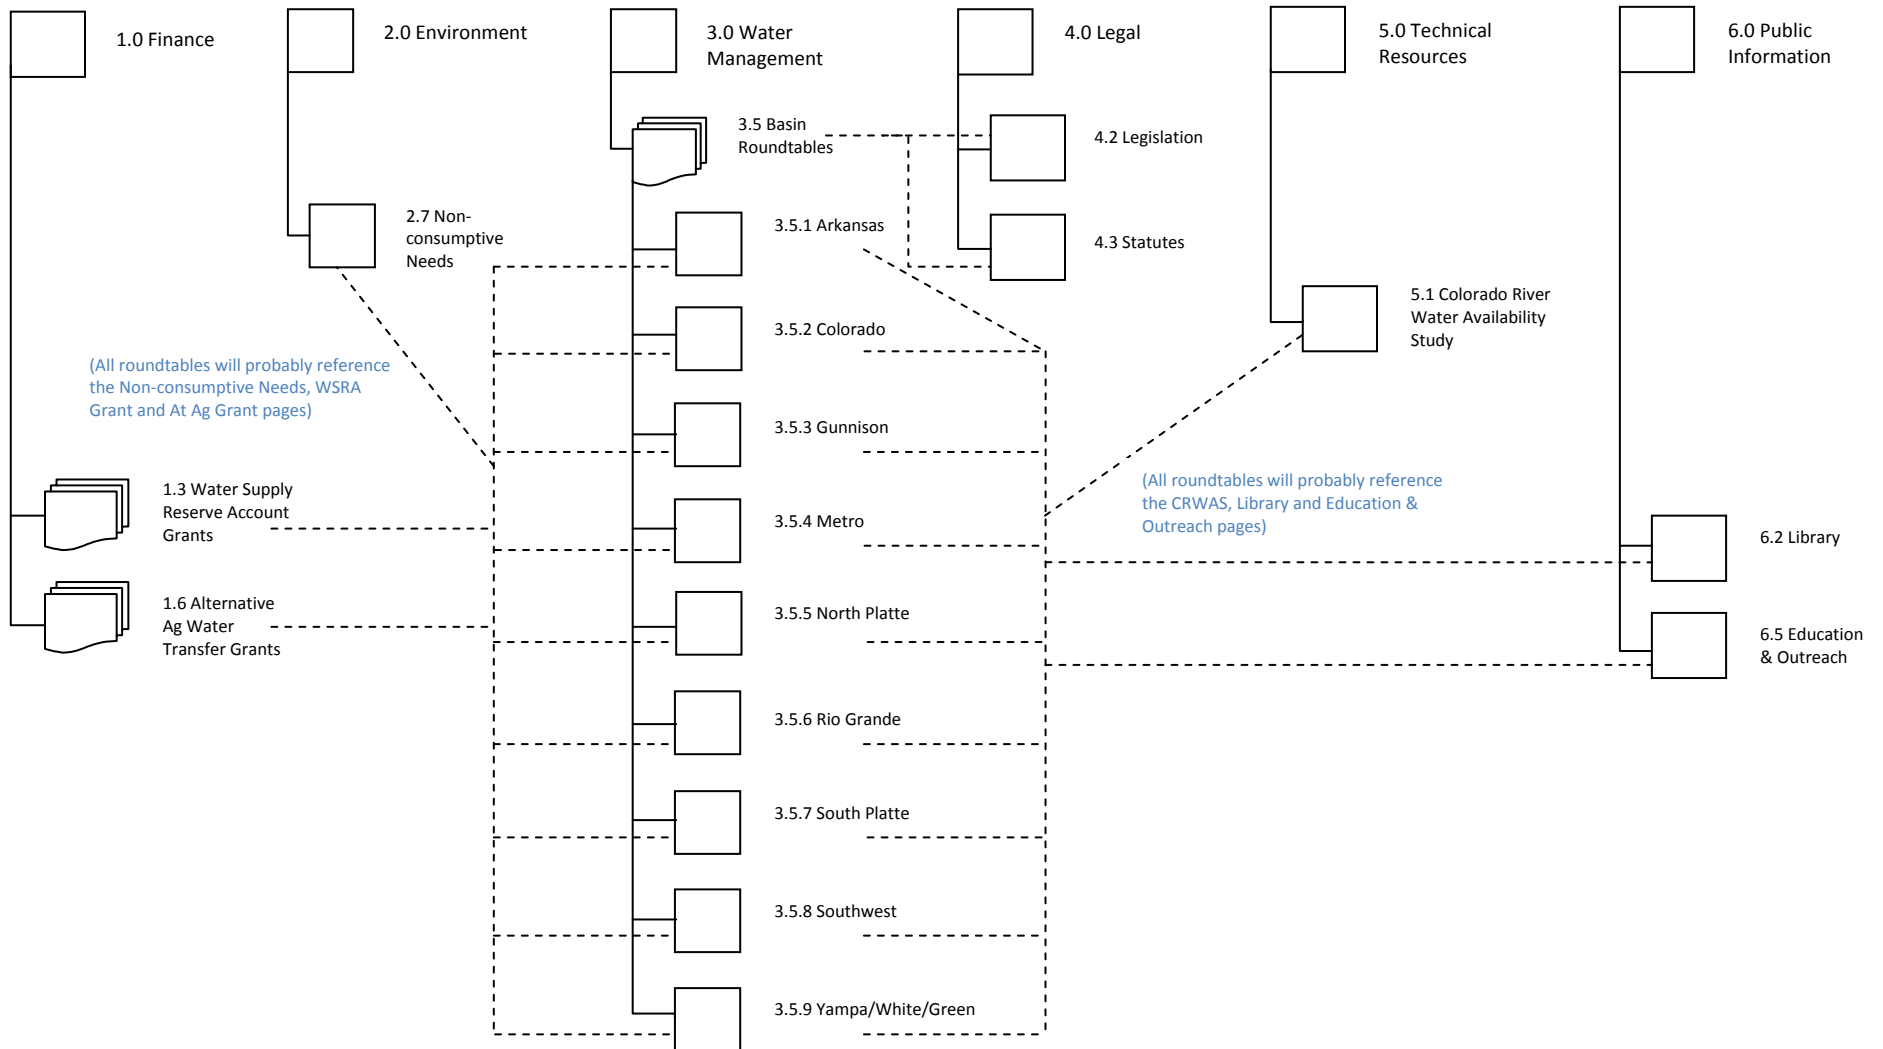 1.0 Finance
2.0 Environment
3.0 Water
Management
4.0 Legal
5.0 Technical
Resources
6.0 Public
Information
3.5 Basin
Roundtables
4.2 Legislation
2.7 Non-
consumptive
Needs
3.5.1 Arkansas
4.3 Statutes
5.1 Colorado River
Water Availability
Study
3.5.2 Colorado
(All roundtables will probably reference
the Non-consumptive Needs, WSRA
Grant and At Ag Grant pages)
3.5.3 Gunnison
1.3 Water Supply
Reserve Account
Grants
(All roundtables will probably reference
the CRWAS, Library and Education &
Outreach pages)
3.5.4 Metro
6.2 Library
1.6 Alternative
Ag Water
Transfer Grants
3.5.5 North Platte
6.5 Education
& Outreach
3.5.6 Rio Grande
3.5.7 South Platte
3.5.8 Southwest
3.5.9 Yampa/White/Green